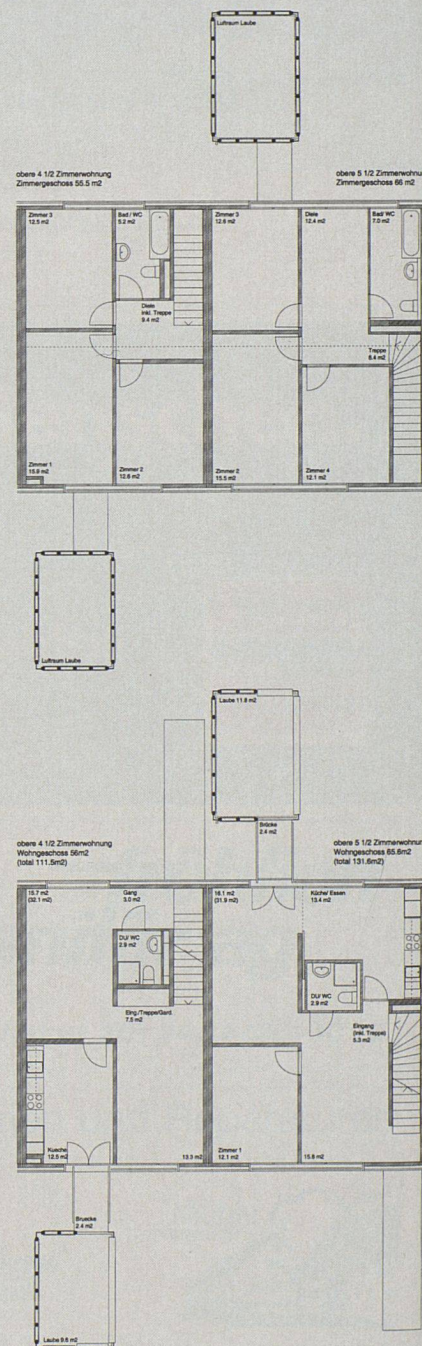 Luftraum Laube
obere 4 1/2 Zimmerwohnung
Zimmergeschoss 55.5 m2
obere 5 1/2 Zimmerwohnu
Zimmergeschoss 66 m2
Zimmer 3
12.5 m2
Bad / WC
5.2 m2
Zimmer 3
12.6 m2
Diele
12.4 m2
Bad/ WC
7.0 m2
Diele
inkl. Treppe
9.4 m2
Treppe
6.4 m2
Zimmer 1
15.8 m2
Zimmer 2
12.6 m2
Zimmer 2
15.5 m2
Zimmer 4
12.1 m2
Luftraum Laube
Laube 11.8 m2
Brücke
2.4 m2
obere 4 1/2 Zimmerwohnung
Wohngeschoss 56m2
(total 111.5m2)
obere 5 1/2 Zimmerwohnun
Wohngeschoss 65.6m2
(total 131.6m2)
15.7 m2
(32.1 m2)
Gang
3.0 m2
16.1 m2
(31.9 m2)
Küche/ Essen
13.4 m2
DU/ WC
2.9 m2
DU/ WC
2.9 m2
Eing./Treppe/Gard.
7.5 m2
Eingang
(inkl. Treppe)
5.3 m2
Kueche
12.5 m2
13.3 m2
Zimmer 1
12.1 m2
15.8 m2
Bruecke
2.4 m2
Laube 9.6 m2